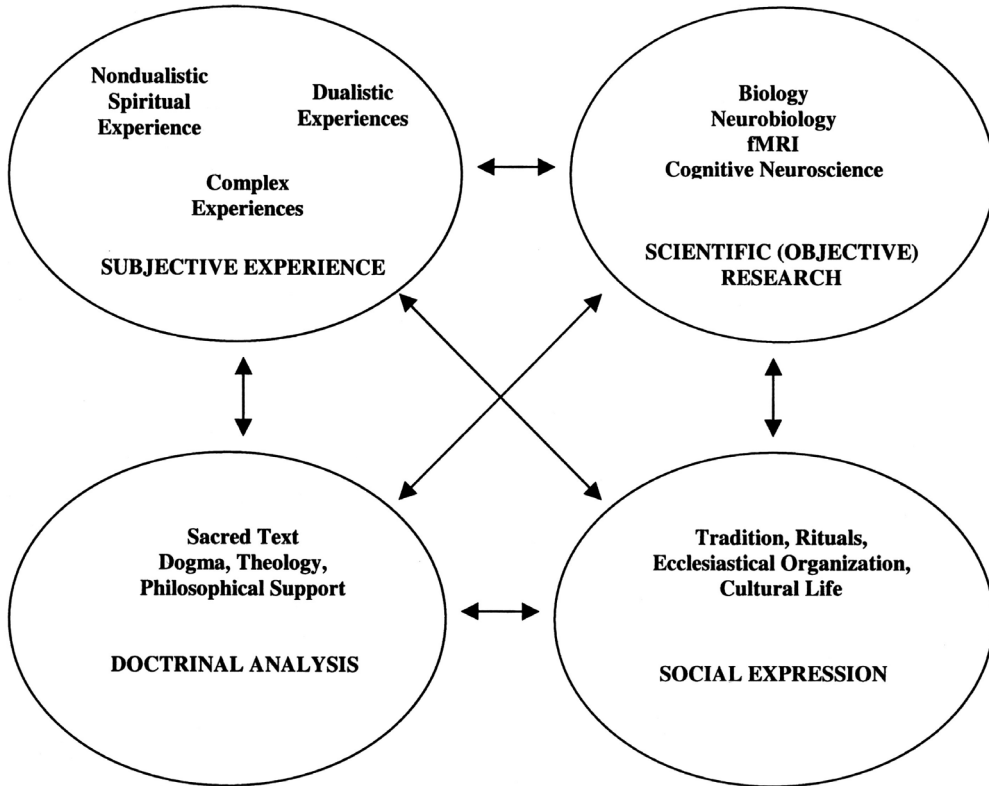 Nondualistic
Spiritual
Experience
Dualistic
Experiences
Complex
Experiences
SUBJECTIVE EXPERIENCE
Biology
Neurobiology
fMRI
Cognitive Neuroscience
SCIENTIFIC (OBJECTIVE)
RESEARCH
Sacred Text
Dogma, Theology,
Philosophical Support
DOCTRINAL ANALYSIS
Tradition, Rituals,
Ecclesiastical Organization,
Cultural Life
SOCIAL EXPRESSION